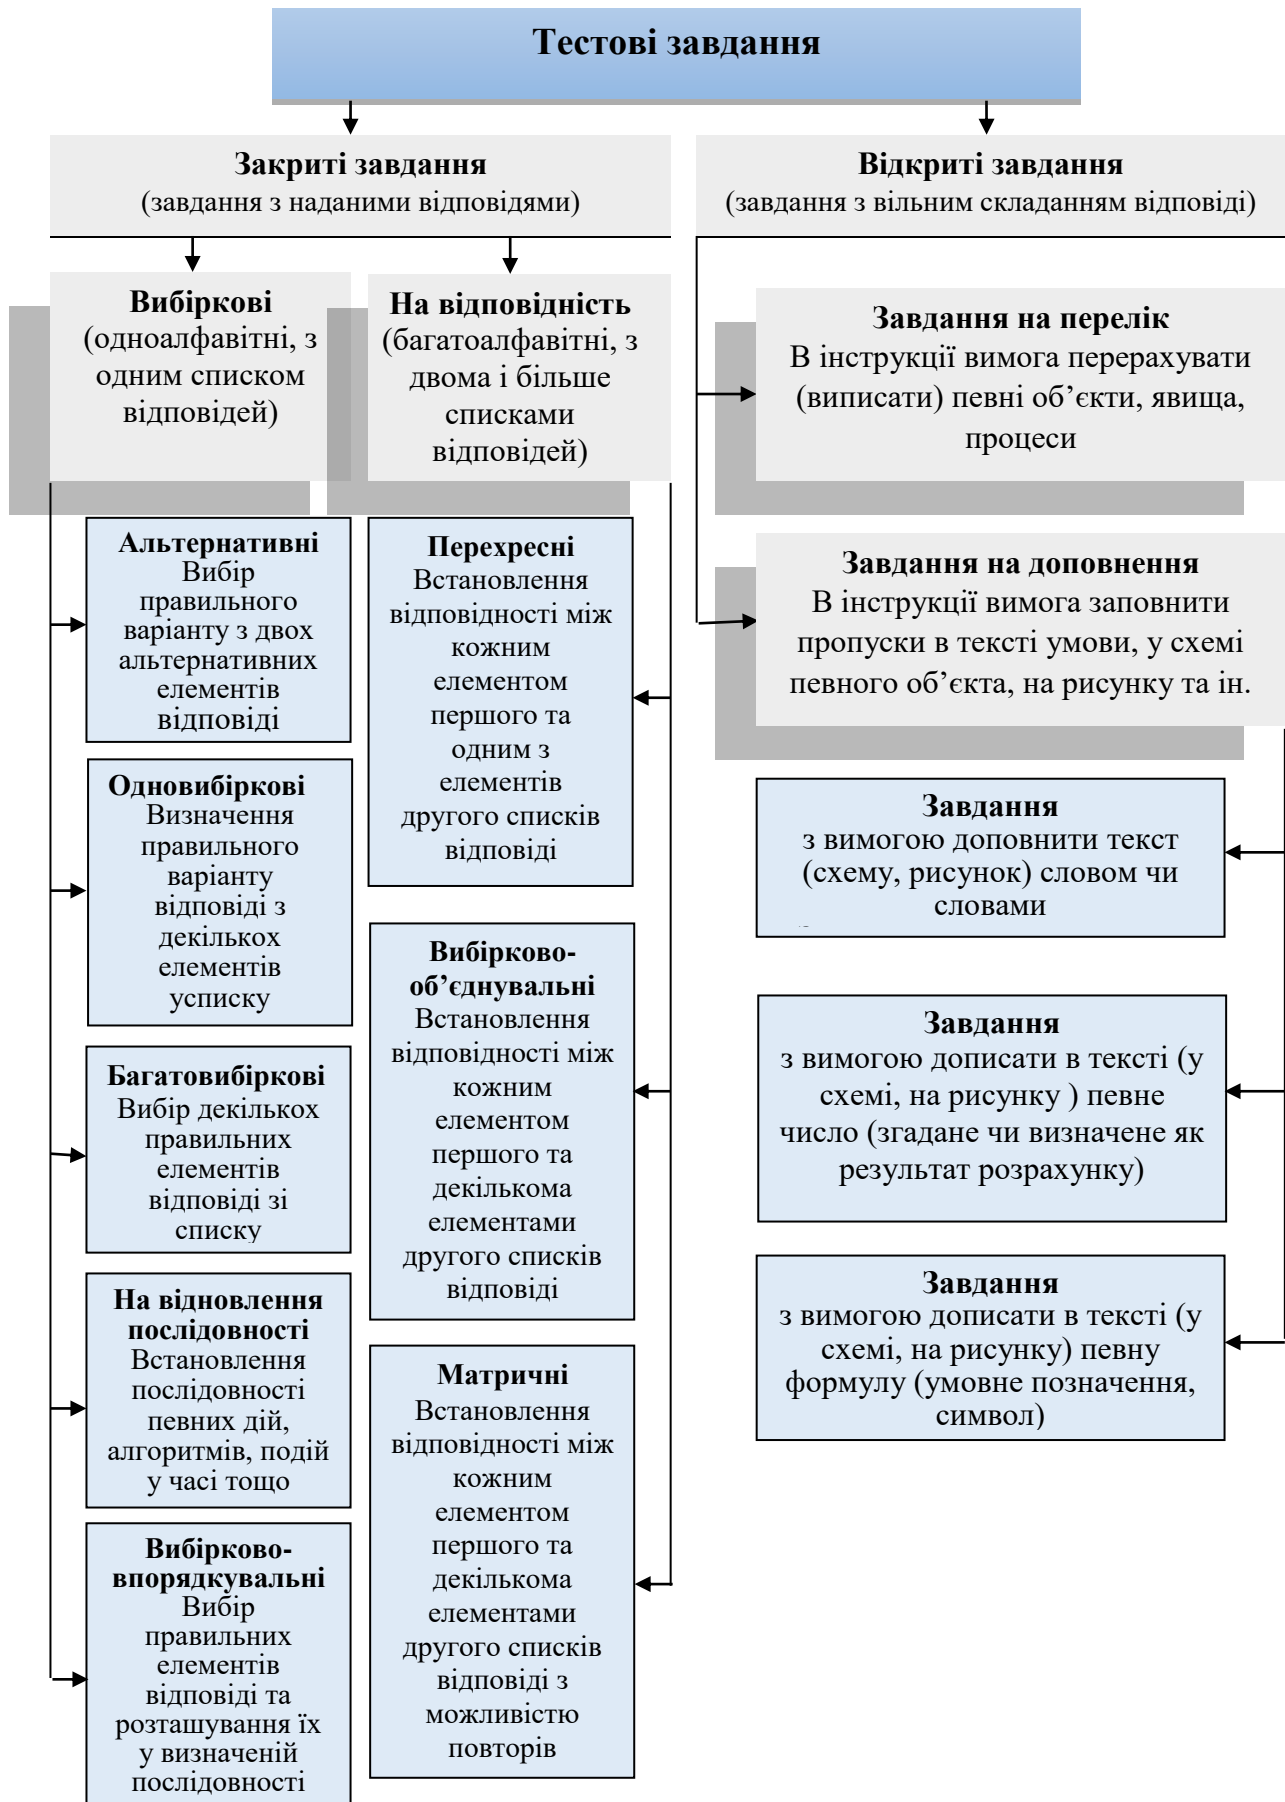 Тестові завдання
Закриті завдання
(завдання з наданими відповідями)
Відкриті завдання
(завдання з вільним складанням відповіді)
Вибіркові
(одноалфавітні, з
одним списком
відповідей)
На відповідність
(багатоалфавітні, з
двома і більше
списками
відповідей)
Завдання на перелік
В інструкції вимога перерахувати
(виписати) певні об’єкти, явища,
процеси
Завдання на доповнення
В інструкції вимога заповнити
пропуски в тексті умови, у схемі
певного об’єкта, на рисунку та ін.
Альтернативні
Вибір
правильного
варіанту з двох
альтернативних
елементів
відповіді
Одновибіркові
Визначення
правильного
варіанту
відповіді з
декількох
елементів
усписку
Багатовибіркові
Вибір декількох
правильних
елементів
відповіді зі
списку
На відновлення
послідовності
Встановлення
послідовності
певних дій,
алгоритмів, подій
у часі тощо
Вибірково-
впорядкувальні
Вибір
правильних
елементів
відповіді та
розташування їх
у визначеній
послідовності
Перехресні
Встановлення
відповідності між
кожним
елементом
першого та
одним з
елементів
другого списків
відповіді
Вибірково-
об’єднувальні
Встановлення
відповідності між
кожним
елементом
першого та
декількома
елементами
другого списків
відповіді
Матричні
Встановлення
відповідності між
кожним
елементом
першого та
декількома
елементами
другого списків
відповіді з
можливістю
повторів
Завдання
з вимогою доповнити текст
(схему, рисунок) словом чи
словами
Завдання
з вимогою дописати в тексті (у
схемі, на рисунку ) певне
число (згадане чи визначене як
результат розрахунку)
Завдання
з вимогою дописати в тексті (у
схемі, на рисунку) певну
формулу (умовне позначення,
символ)